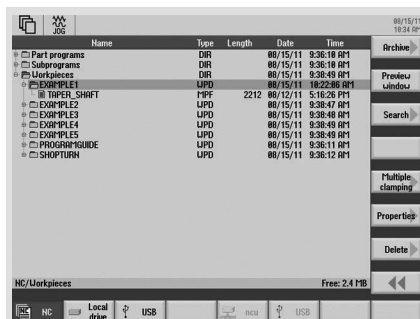 JOG
08/15/11
10:34 AM
Name Type Length Date Time
Part programs DIR 08/15/11 9:36:10 AM
Subprograms DIR 08/15/11 9:36:10 AM
Workpieces DIR 08/15/11 9:38:49 AM
EXAMPLE1 WPD 08/15/11 10:22:06 AM
TAPER_SHAFT MPF 2212 08/12/11 5:16:26 PM
EXAMPLE2 WPD 08/15/11 9:38:47 AM
EXAMPLE3 WPD 08/15/11 9:38:48 AM
EXAMPLE4 WPD 08/15/11 9:38:49 AM
EXAMPLE5 WPD 08/15/11 9:38:49 AM
PROGRAMGUIDE WPD 08/15/11 9:36:11 AM
SHOPTURN WPD 08/15/11 9:36:12 AM
NC/Workpieces Free: 2.4 MB
Archive
Preview window
Search
Multiple clamping
Properties
Delete
NC
Local drive
USB
ncu
USB